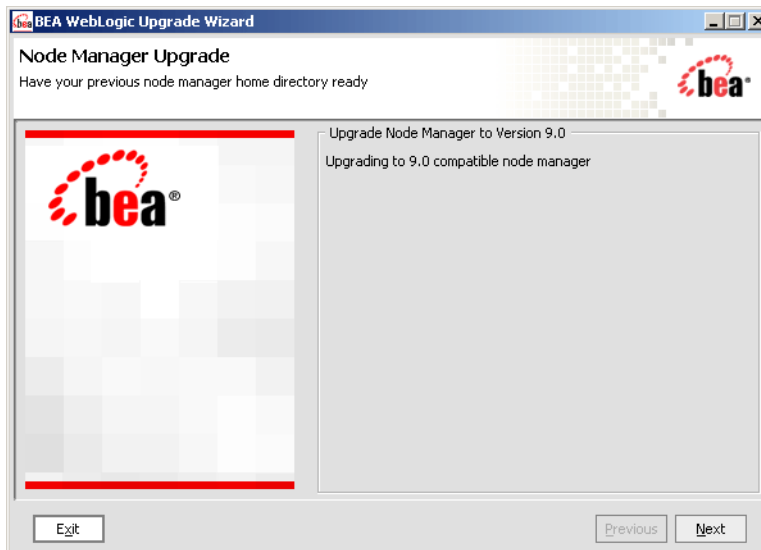 bea BEA WebLogic Upgrade Wizard
Node Manager Upgrade
Have your previous node manager home directory ready
bea
bea®
Upgrade Node Manager to Version 9.0
Upgrading to 9.0 compatible node manager
Exit
Previous
Next